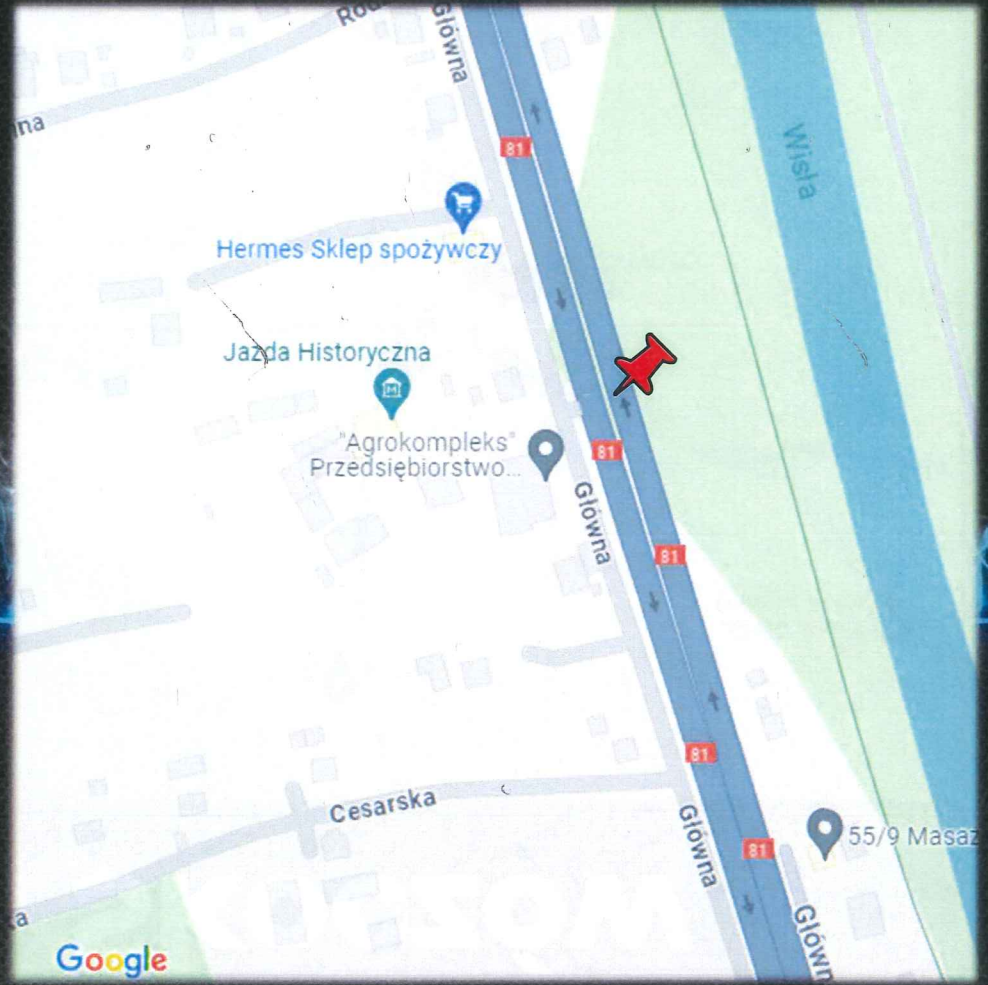 Główna
81
Wisła
Hermes Sklep spożywczy
Jazda Historyczna
"Agrokompleks"
Przedsiębiorstwo...
81
Główna
81
81
Cesarska
Główna
81
55/9 Masaż
Główn
Google